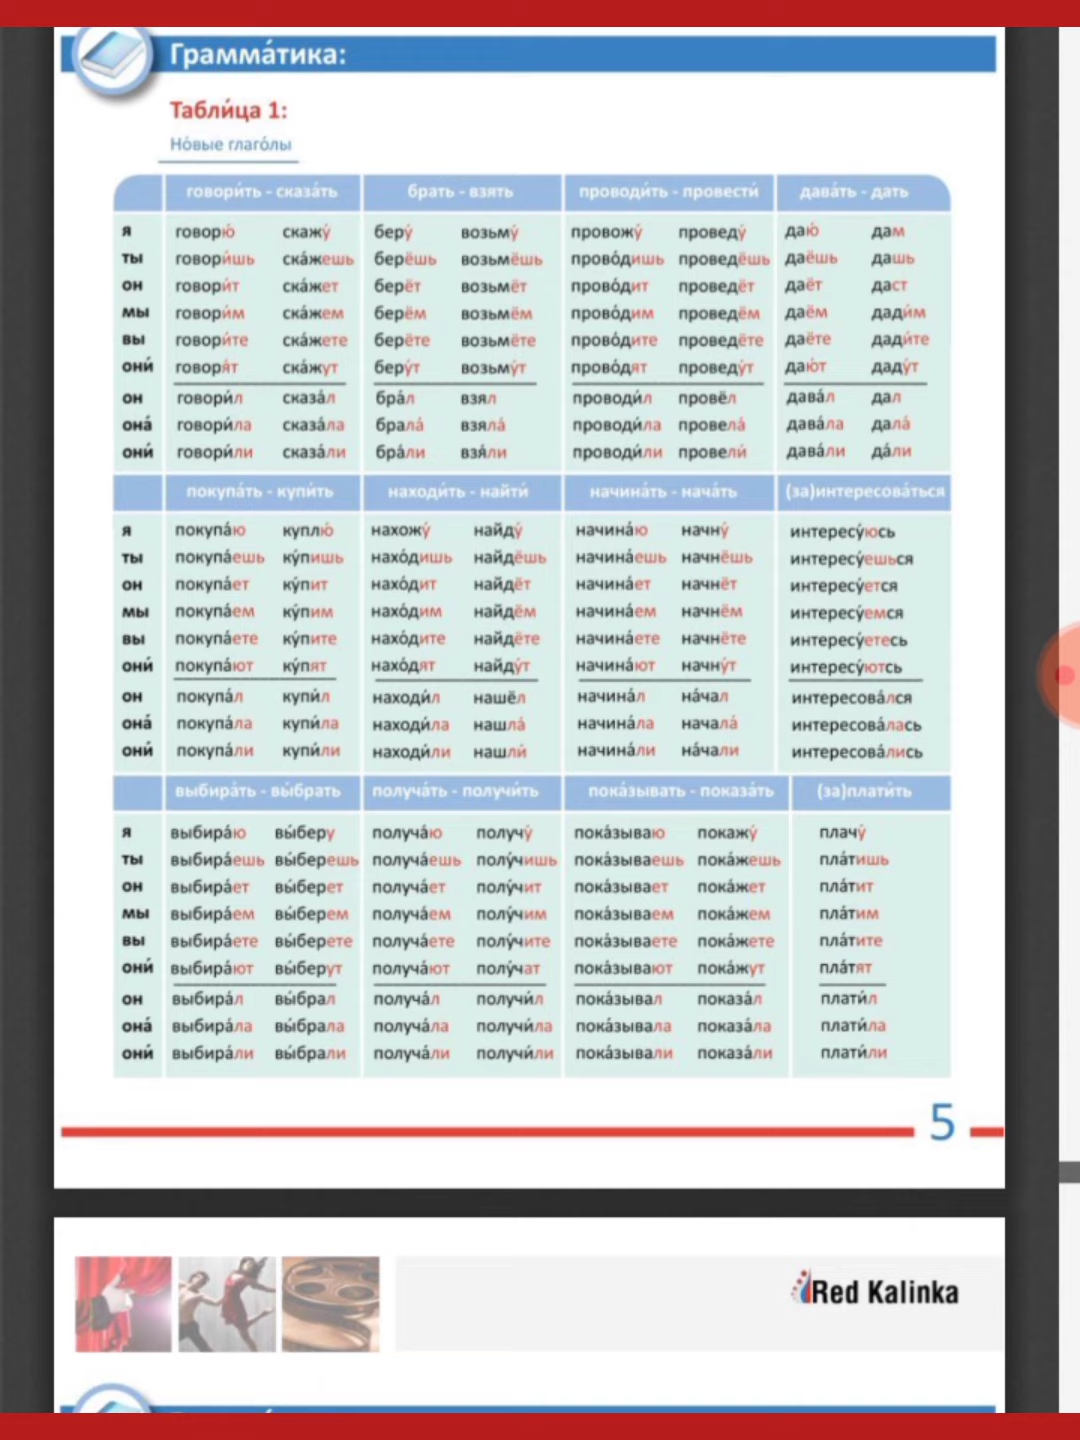 Грамма́тика:
Табли́ца 1:
Но́вые глаго́лы
говори́ть - сказа́ть брать - взять проводи́ть - провести́ дава́ть - дать
я говорю́ скажу́ беру́ возьму́ провожу́ проведу́ даю́ дам
ты говори́шь ска́жешь берёшь возьмёшь прово́дишь проведёшь даёшь дашь
он говори́т ска́жет берёт возьмёт прово́дит проведёт даёт даст
мы говори́м ска́жем берём возьмём прово́дим проведём даём дади́м
вы говори́те ска́жете берёте возьмёте прово́дите проведёте даёте дади́те
они́ говоря́т ска́жут беру́т возьму́т прово́дят проведу́т даю́т даду́т
он говори́л сказа́л бра́л взял проводи́л провёл дава́л дал
она́ говори́ла сказа́ла брала́ взяла́ проводи́ла провела́ дава́ла дала́
они́ говори́ли сказа́ли бра́ли взя́ли проводи́ли провели́ дава́ли да́ли
покупа́ть - купи́ть находи́ть - найти́ начина́ть - нача́ть (за)интересова́ться
я покупа́ю куплю́ нахожу́ найду́ начина́ю начну́ интересу́юсь
ты покупа́ешь ку́пишь нахо́дишь найдёшь начина́ешь начнёшь интересу́ешься
он покупа́ет ку́пит нахо́дит найдёт начина́ет начнёт интересу́ется
мы покупа́ем ку́пим нахо́дим найдём начина́ем начнём интересу́емся
вы покупа́ете ку́пите нахо́дите найдёте начина́ете начнёте интересу́етесь
они́ покупа́ют ку́пят нахо́дят найду́т начина́ют начну́т интересу́ютсь
он покупа́л купи́л находи́л нашёл начина́л на́чал интересова́лся
она́ покупа́ла купи́ла находи́ла нашла́ начина́ла начала́ интересова́лась
они́ покупа́ли купи́ли находи́ли нашли́ начина́ли на́чали интересова́лись
выбира́ть - вы́брать получа́ть - получи́ть пока́зывать - показа́ть (за)плати́ть
я выбира́ю вы́беру получа́ю получу́ пока́зываю покажу́ плачу́
ты выбира́ешь вы́берешь получа́ешь полу́чишь пока́зываешь пока́жешь пла́тишь
он выбира́ет вы́берет получа́ет полу́чит пока́зывает пока́жет пла́тит
мы выбира́ем вы́берем получа́ем полу́чим пока́зываем пока́жем пла́тим
вы выбира́ете вы́берете получа́ете полу́чите пока́зываете пока́жете пла́тите
они́ выбира́ют вы́берут получа́ют полу́чат пока́зывают пока́жут пла́тят
он выбира́л вы́брал получа́л получи́л пока́зывал показа́л плати́л
она́ выбира́ла вы́брала получа́ла получи́ла пока́зывала показа́ла плати́ла
они́ выбира́ли вы́брали получа́ли получи́ли пока́зывали показа́ли плати́ли
5
Red Kalinka